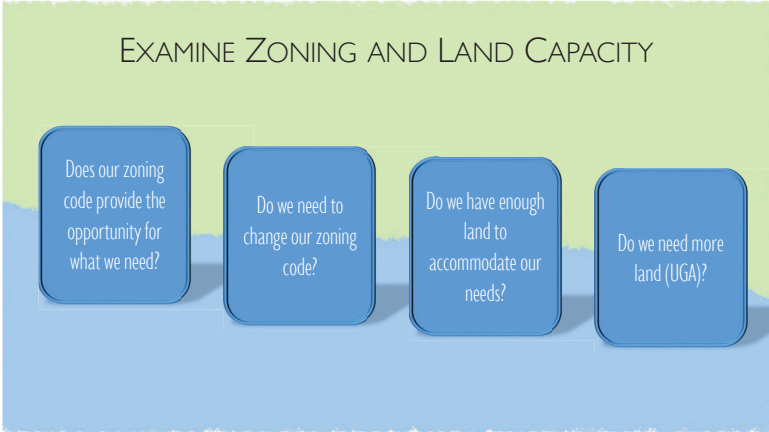 EXAMINE ZONING AND LAND CAPACITY
Does our zoning
code provide the
opportunity for
what we need?
Do we need to
change our zoning
code?
Do we have enough
land to
accommodate our
needs?
Do we need more
land (UGA)?